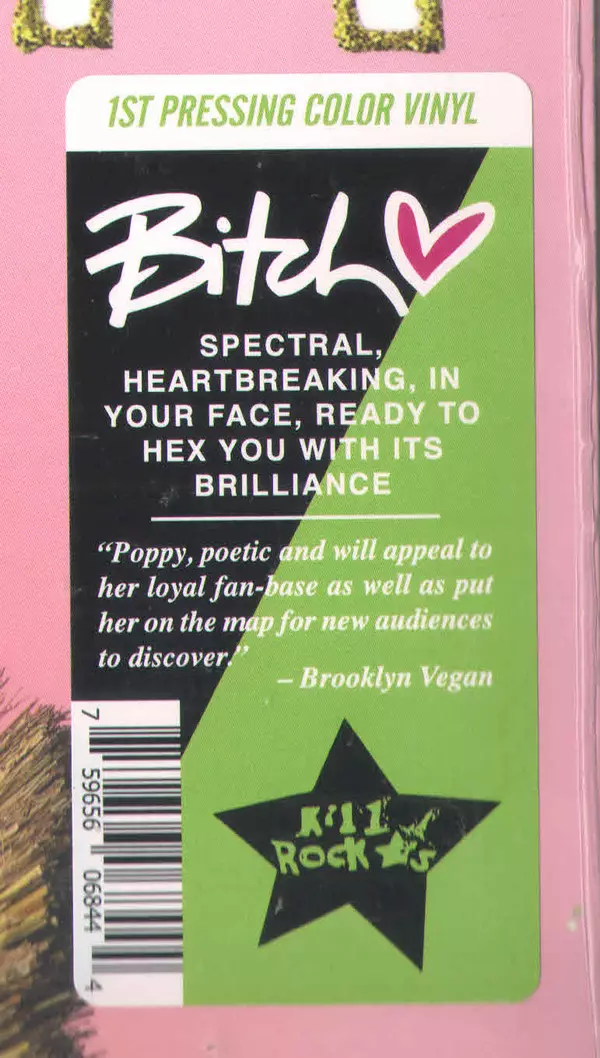 1ST PRESSING COLOR VINYL
Bitch
SPECTRAL,
HEARTBREAKING, IN
YOUR FACE, READY TO
HEX YOU WITH ITS
BRILLIANCE
“Poppy, poetic and will appeal to
her loyal fan-base as well as put
her on the map for new audiences
to discover.”
– Brooklyn Vegan
7 59656 06844 4
Kill
ROCK ★s